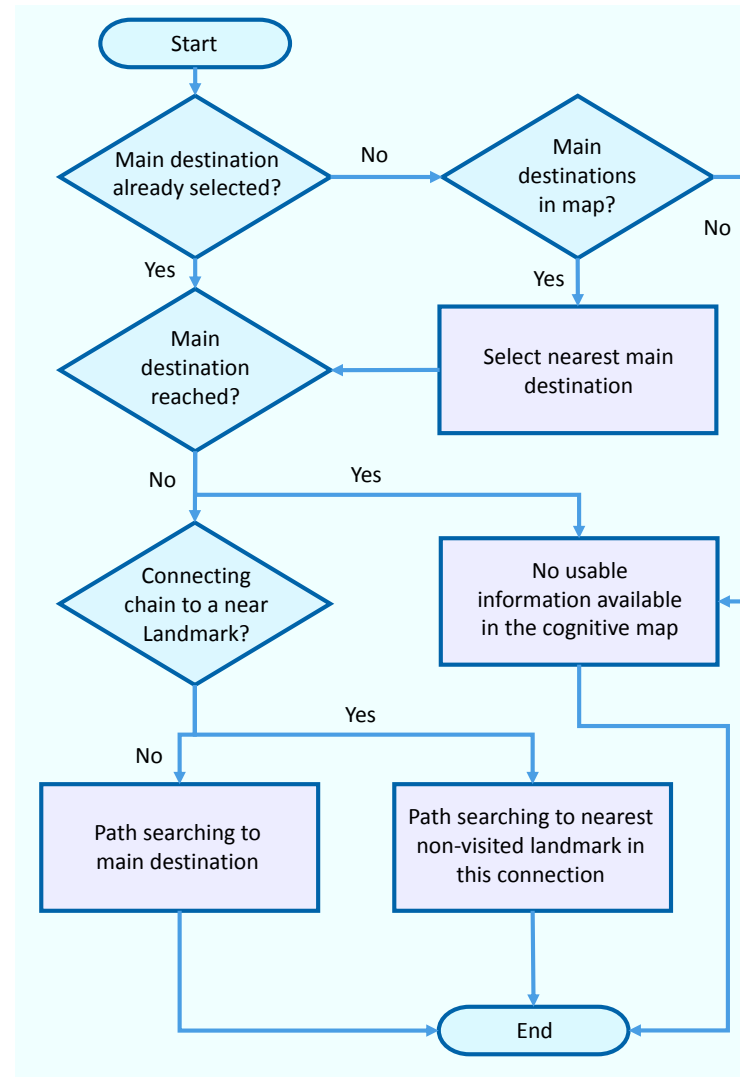 Start
Main destination
already selected?
No
Main
destinations
in map?
No
Yes
Yes
Main
destination
reached?
Select nearest main
destination
No
Yes
Connecting
chain to a near
Landmark?
No usable
information available
in the cognitive map
Yes
No
Path searching to
main destination
Path searching to nearest
non-visited landmark in
this connection
End